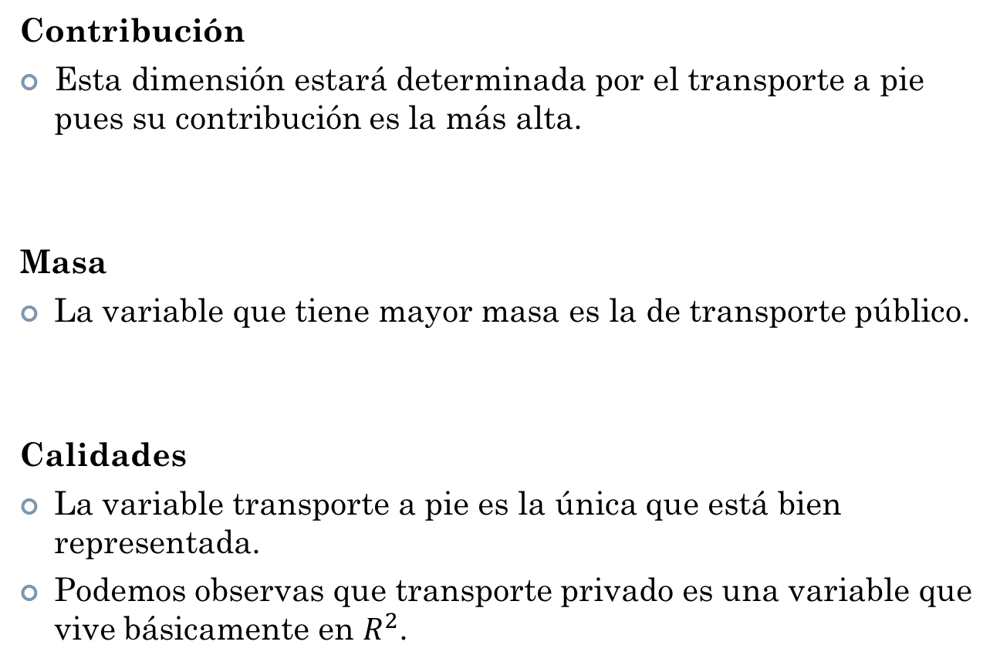 Contribución
Esta dimensión estará determinada por el transporte a pie
pues su contribución es la más alta.
Masa
La variable que tiene mayor masa es la de transporte público.
Calidades
La variable transporte a pie es la única que está bien
representada.
Podemos observas que transporte privado es una variable que
vive básicamente en R².